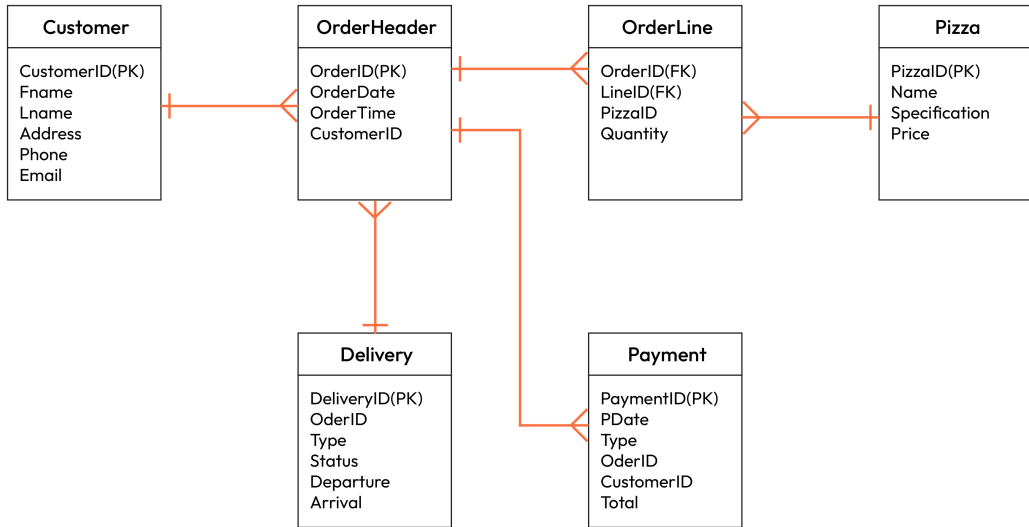 Customer
CustomerID(PK)
Fname
Lname
Address
Phone
Email
OrderHeader
OrderID(PK)
OrderDate
OrderTime
CustomerID
OrderLine
OrderID(FK)
LineID(FK)
PizzaID
Quantity
Pizza
PizzaID(PK)
Name
Specification
Price
Delivery
DeliveryID(PK)
OderID
Type
Status
Departure
Arrival
Payment
PaymentID(PK)
PDate
Type
OderID
CustomerID
Total